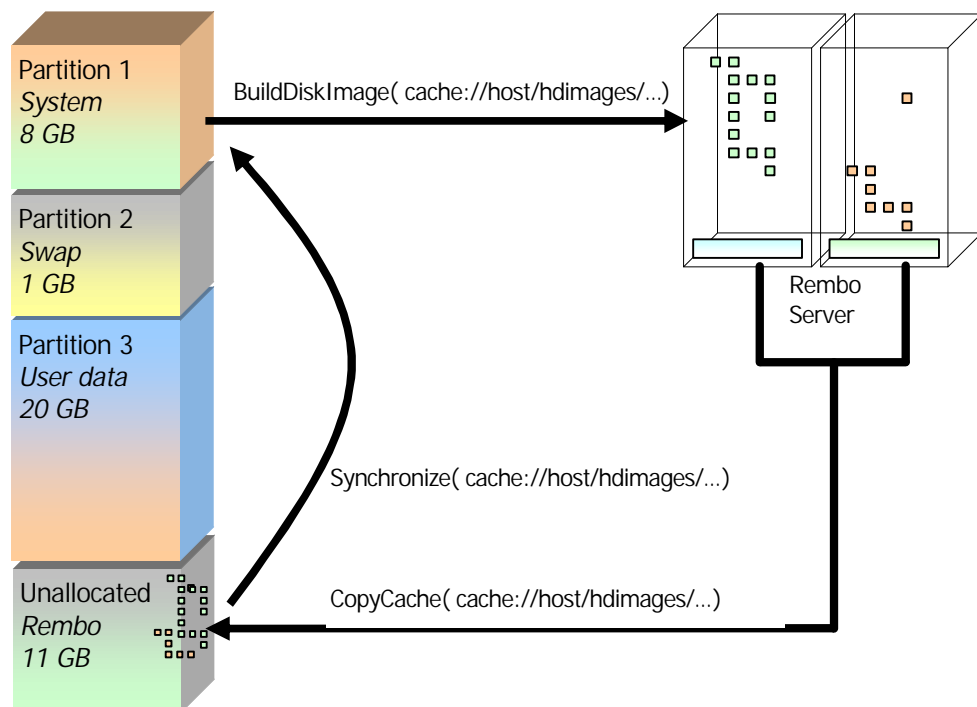 Partition 1
System
8 GB
BuildDiskImage( cache://host/hdimages/...)
Partition 2
Swap
1 GB
Rembo
Server
Partition 3
User data
20 GB
Synchronize( cache://host/hdimages/...)
Unallocated
Rembo
11 GB
CopyCache( cache://host/hdimages/...)